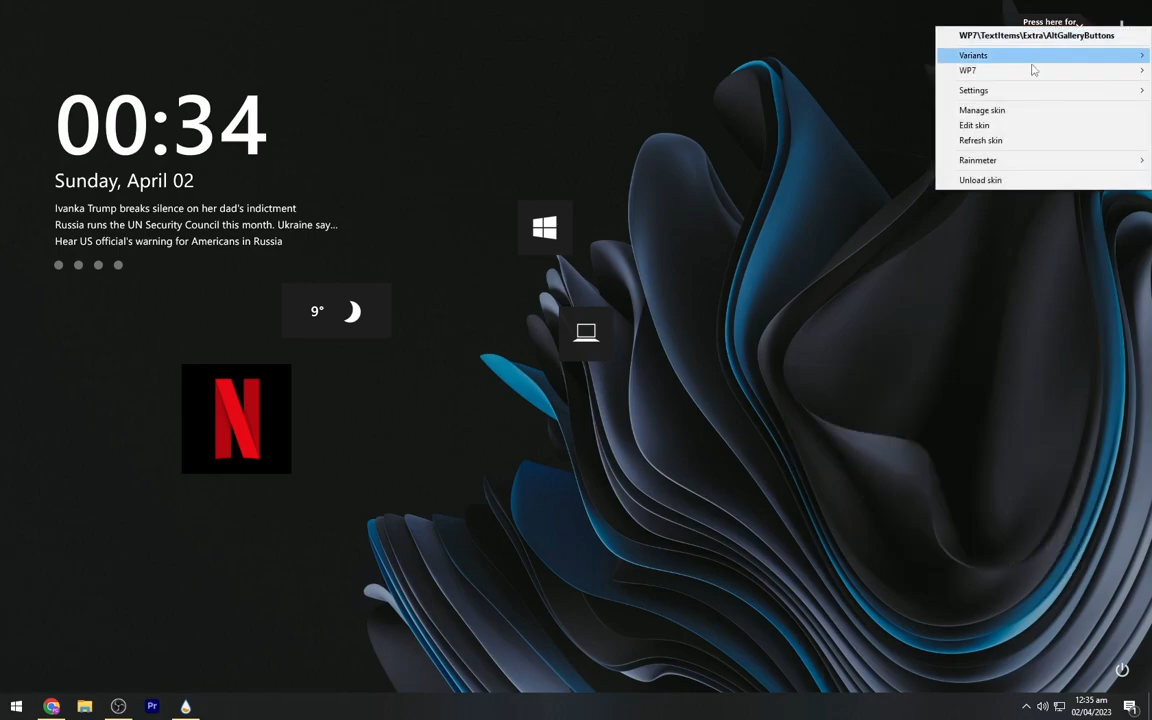 Press here for
WP7\TextItems\Extra\AltGalleryButtons
Variants
WP7
Settings
Manage skin
Edit skin
Refresh skin
Rainmeter
Unload skin
00:34
Sunday, April 02
Ivanka Trump breaks silence on her dad's indictment
Russia runs the UN Security Council this month. Ukraine say...
Hear US official's warning for Americans in Russia
9°
N
Pr
12:35 am
02/04/2023
1